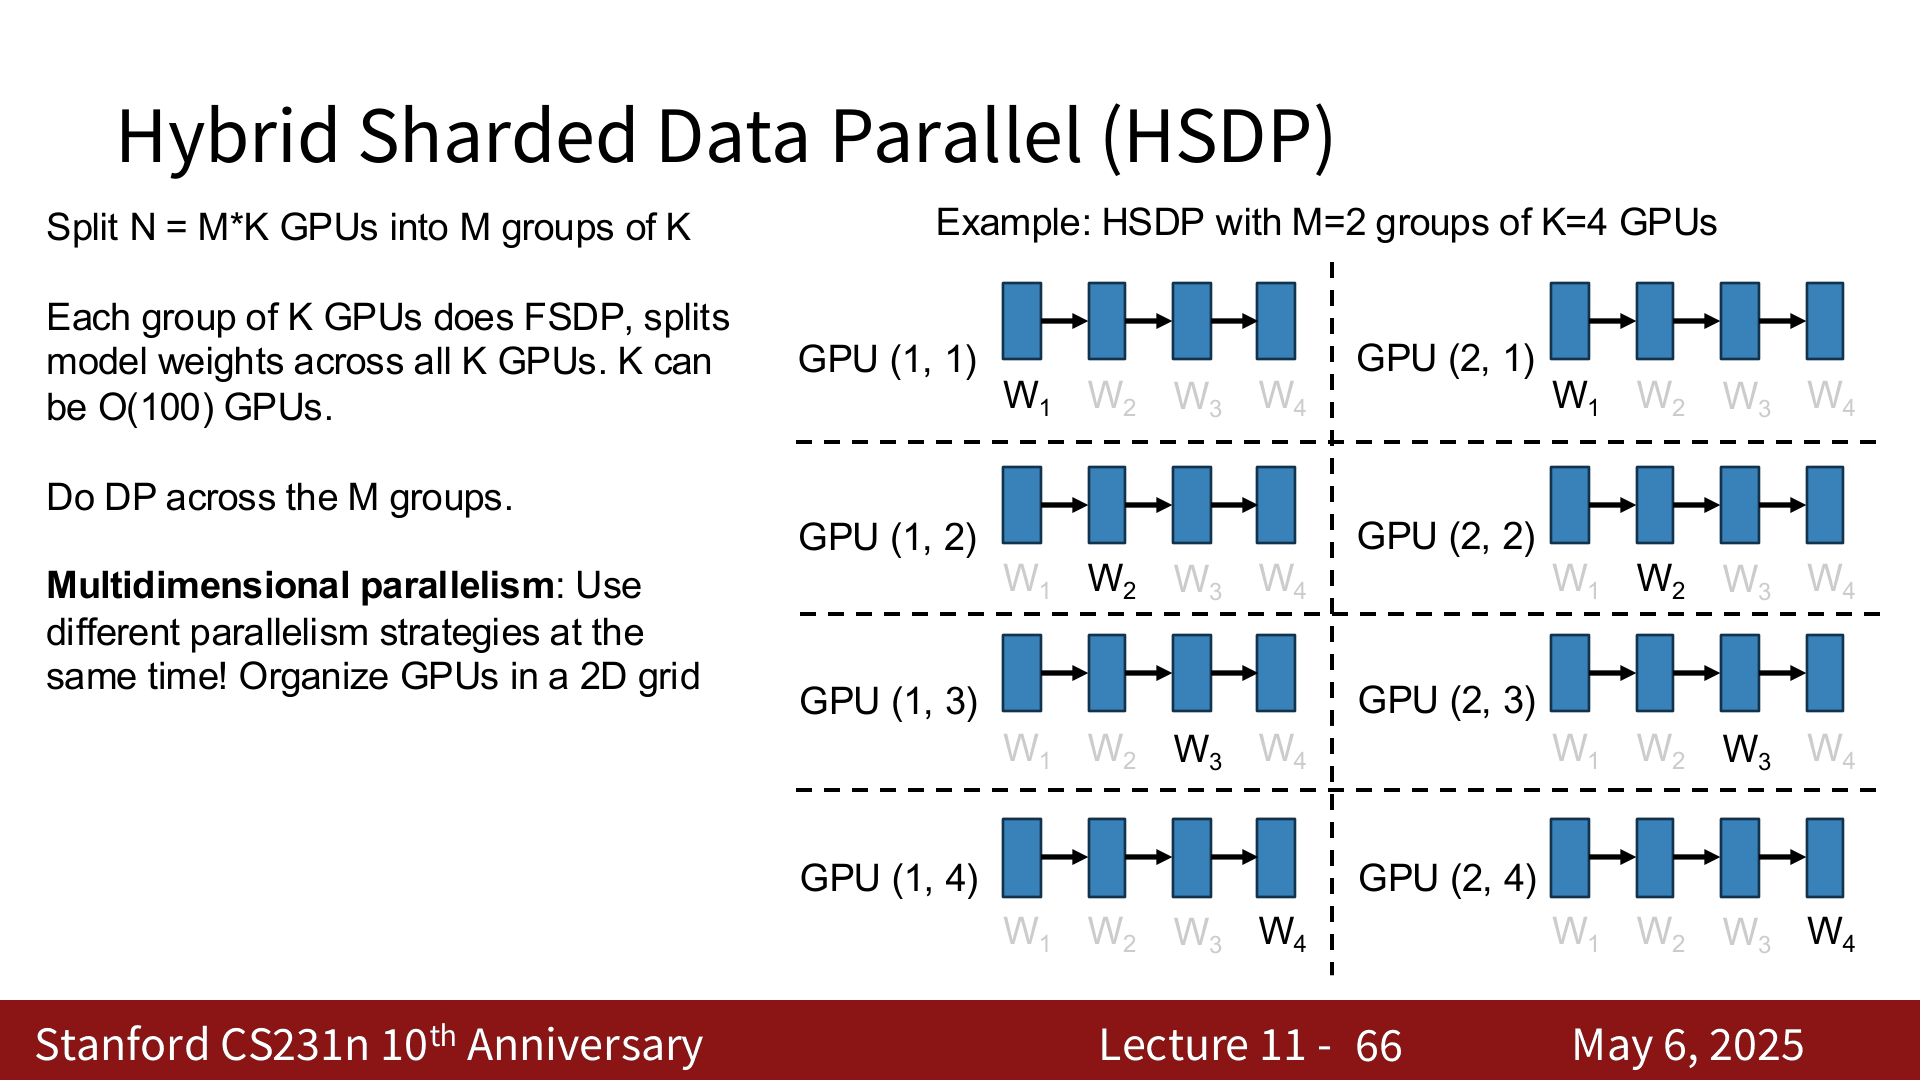 Hybrid Sharded Data Parallel (HSDP)
Split N = M*K GPUs into M groups of K
Each group of K GPUs does FSDP, splits
model weights across all K GPUs. K can
be O(100) GPUs.
Do DP across the M groups.
Multidimensional parallelism: Use
different parallelism strategies at the
same time! Organize GPUs in a 2D grid
Example: HSDP with M=2 groups of K=4 GPUs
GPU (1, 1)
W1 W2 W3 W4
GPU (2, 1)
W1 W2 W3 W4
GPU (1, 2)
W1 W2 W3 W4
GPU (2, 2)
W1 W2 W3 W4
GPU (1, 3)
W1 W2 W3 W4
GPU (2, 3)
W1 W2 W3 W4
GPU (1, 4)
W1 W2 W3 W4
GPU (2, 4)
W1 W2 W3 W4
Stanford CS231n 10th Anniversary
Lecture 11 - 66
May 6, 2025